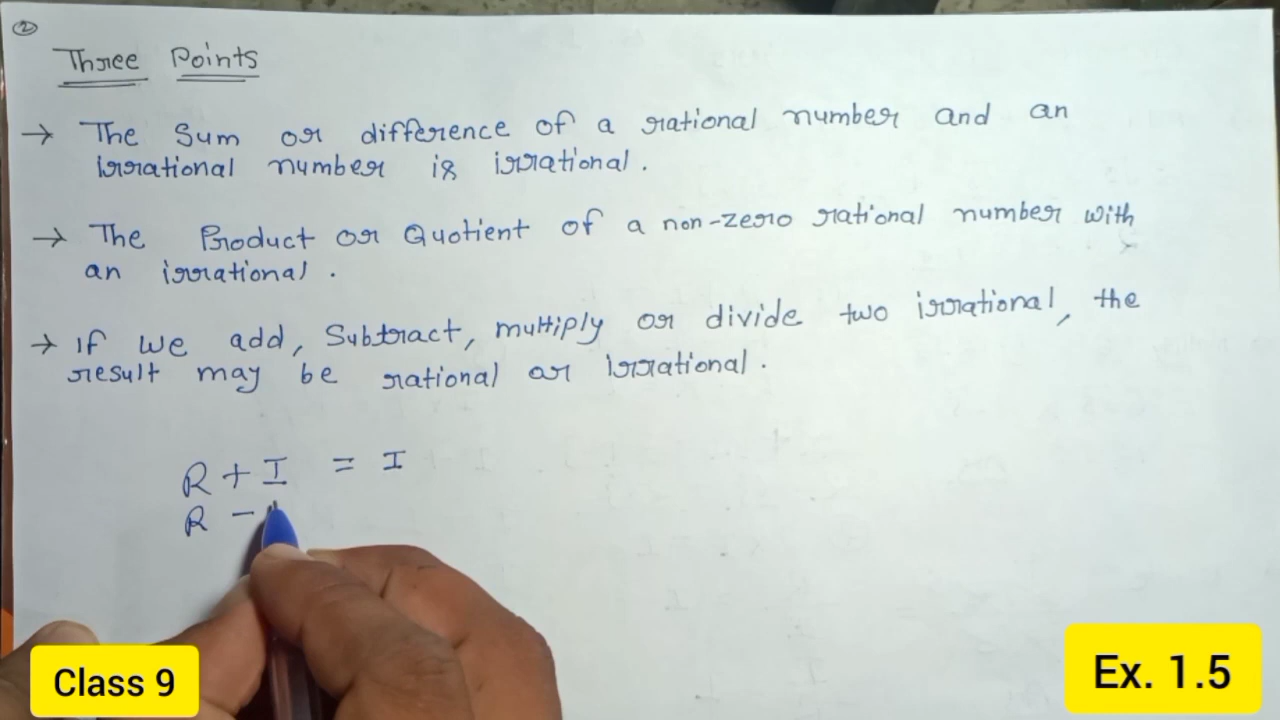 ②
Three Points
→ The Sum or difference of a rational number and an
irrational number is irrational.
→ The Product or Quotient of a non-zero rational number with
an irrational.
→ If we add, Subtract, multiply or divide two irrational, the
result may be rational or irrational.
R + I = I
R -
Class 9
Ex. 1.5